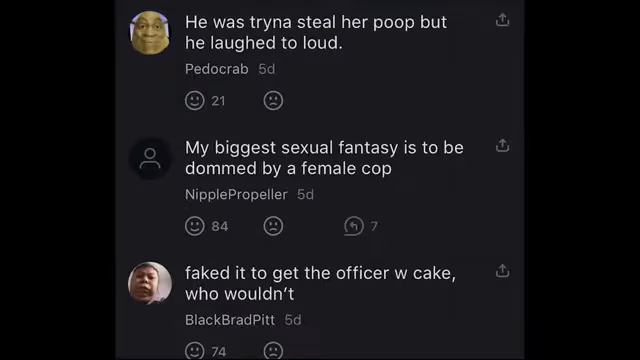 He was tryna steal her poop but
he laughed to loud.
Pedocrab 5d
21
My biggest sexual fantasy is to be
dommed by a female cop
NipplePropeller 5d
84 7
faked it to get the officer w cake,
who wouldn't
BlackBradPitt 5d
74